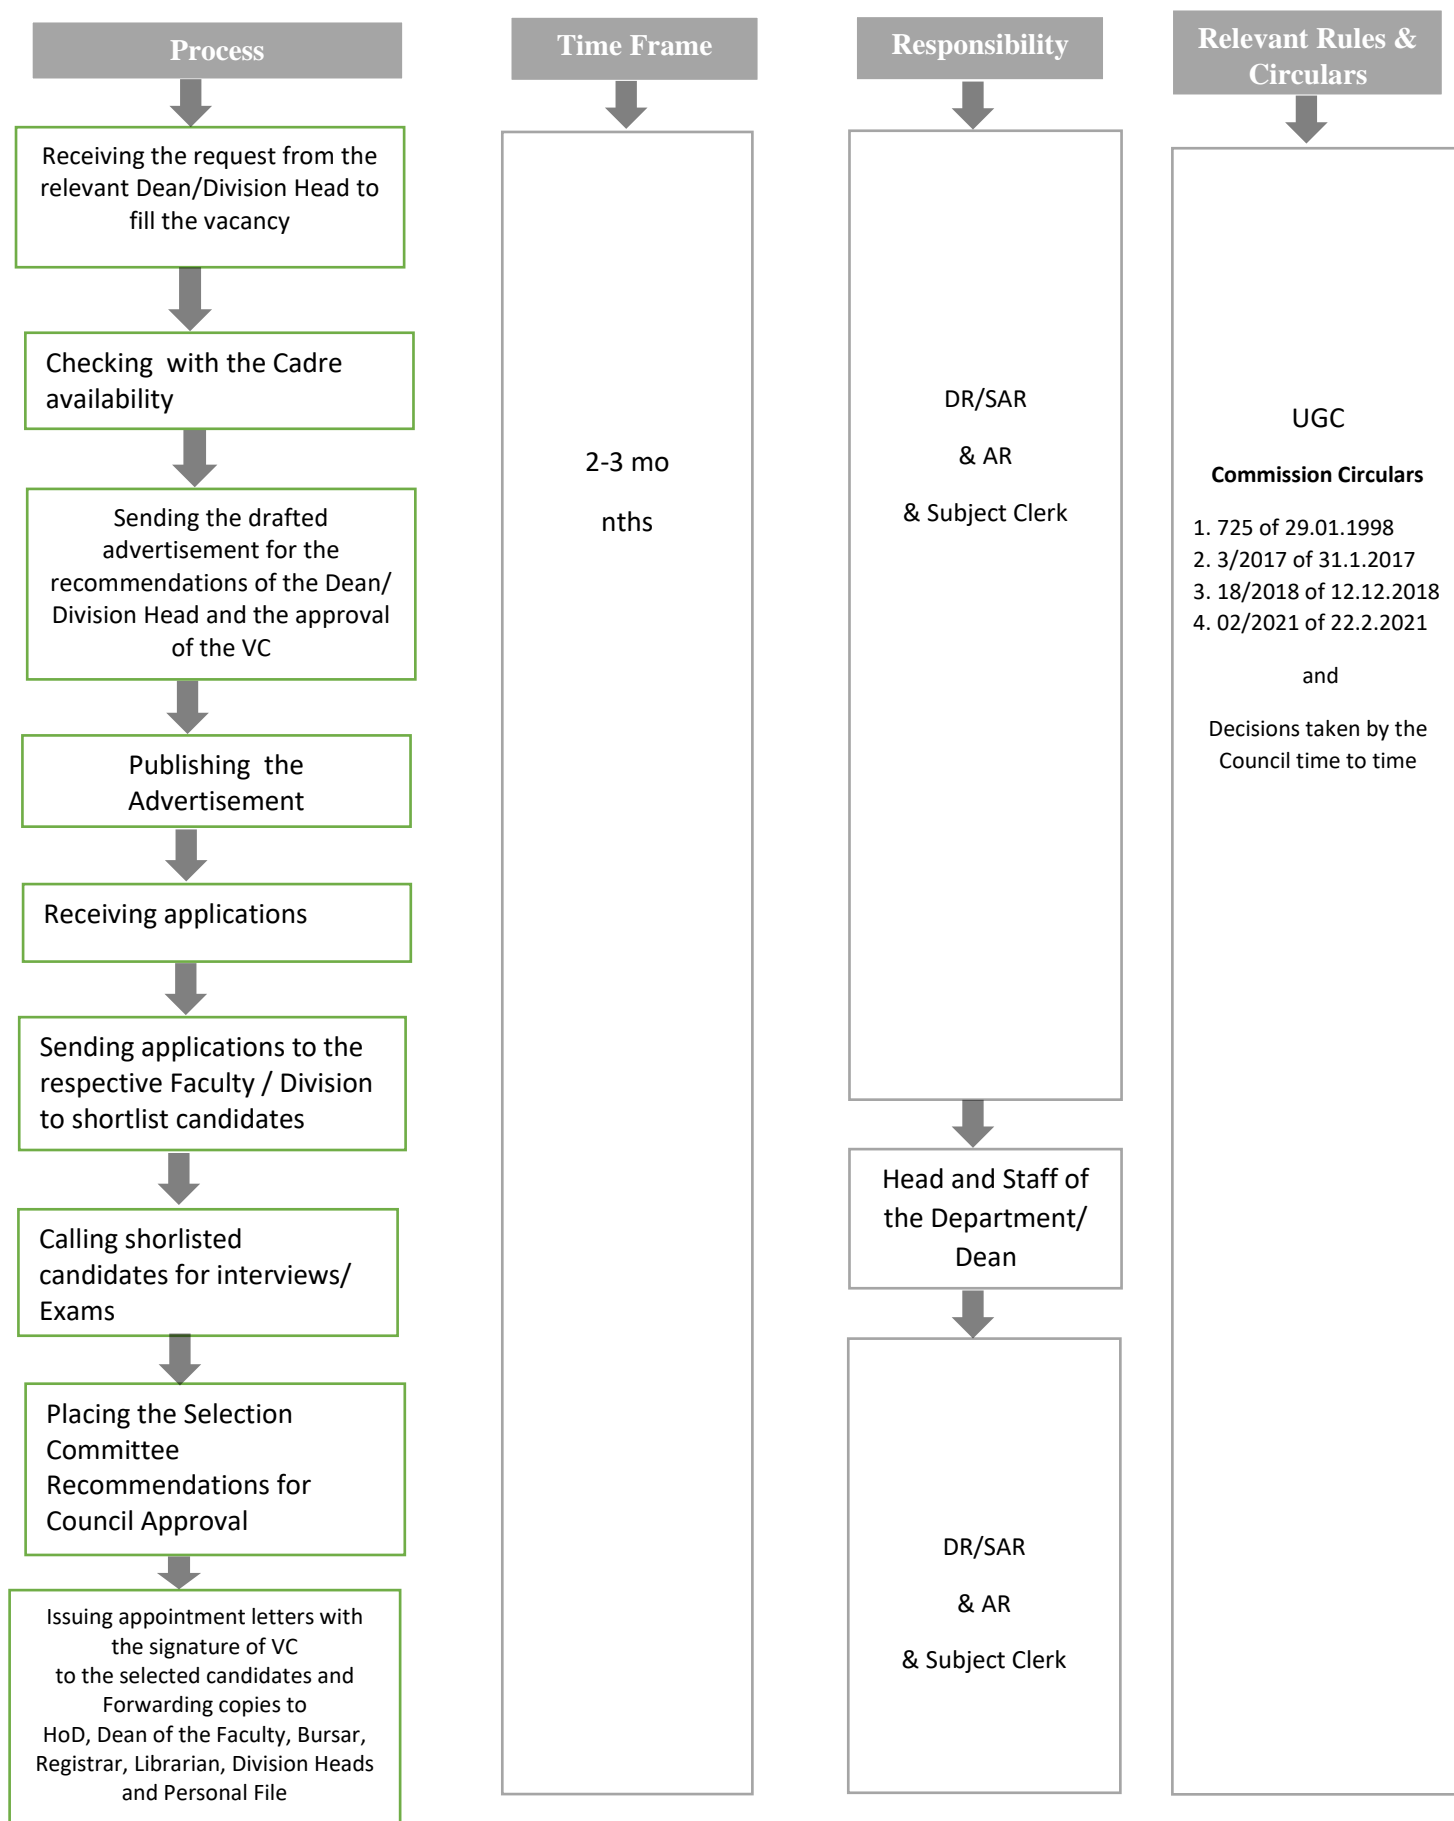 Process
Receiving the request from the
relevant Dean/Division Head to
fill the vacancy
Checking  with the Cadre
availability
Sending the drafted
advertisement for the
recommendations of the Dean/
Division Head and the approval
of the VC
Publishing  the
Advertisement
Receiving applications
Sending applications to the
respective Faculty / Division
to shortlist candidates
Calling shorlisted
candidates for interviews/
Exams
Placing the Selection
Committee
Recommendations for
Council Approval
Issuing appointment letters with
the signature of VC
to the selected candidates and
Forwarding copies to
HoD, Dean of the Faculty, Bursar,
Registrar, Librarian, Division Heads
and Personal File
Time Frame
2-3 mo
nths
Responsibility
DR/SAR
& AR
& Subject Clerk
Head and Staff of
the Department/
Dean
DR/SAR
& AR
& Subject Clerk
Relevant Rules &
Circulars
UGC
Commission Circulars
1. 725 of 29.01.1998
2. 3/2017 of 31.1.2017
3. 18/2018 of 12.12.2018
4. 02/2021 of 22.2.2021
and
Decisions taken by the
Council time to time